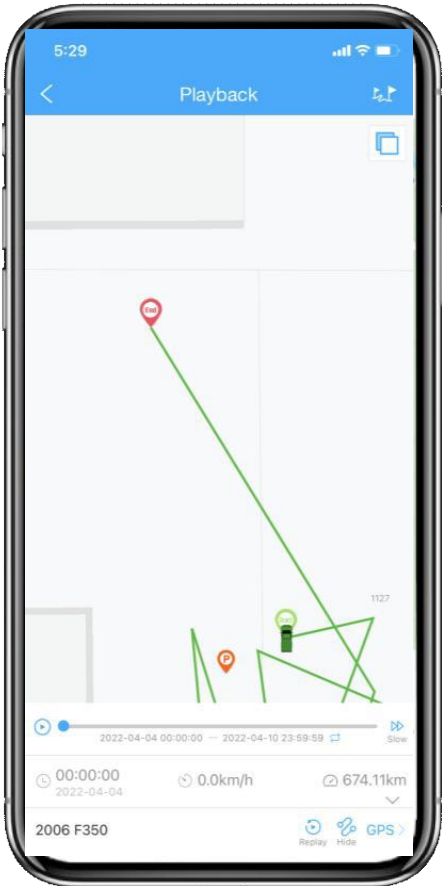 5:29
Playback
End
Start
1127
P
2022-04-04 00:00:00 — 2022-04-10 23:59:59
Slow
00:00:00
2022-04-04
0.0km/h
674.11km
2006 F350
Replay
Hide
GPS